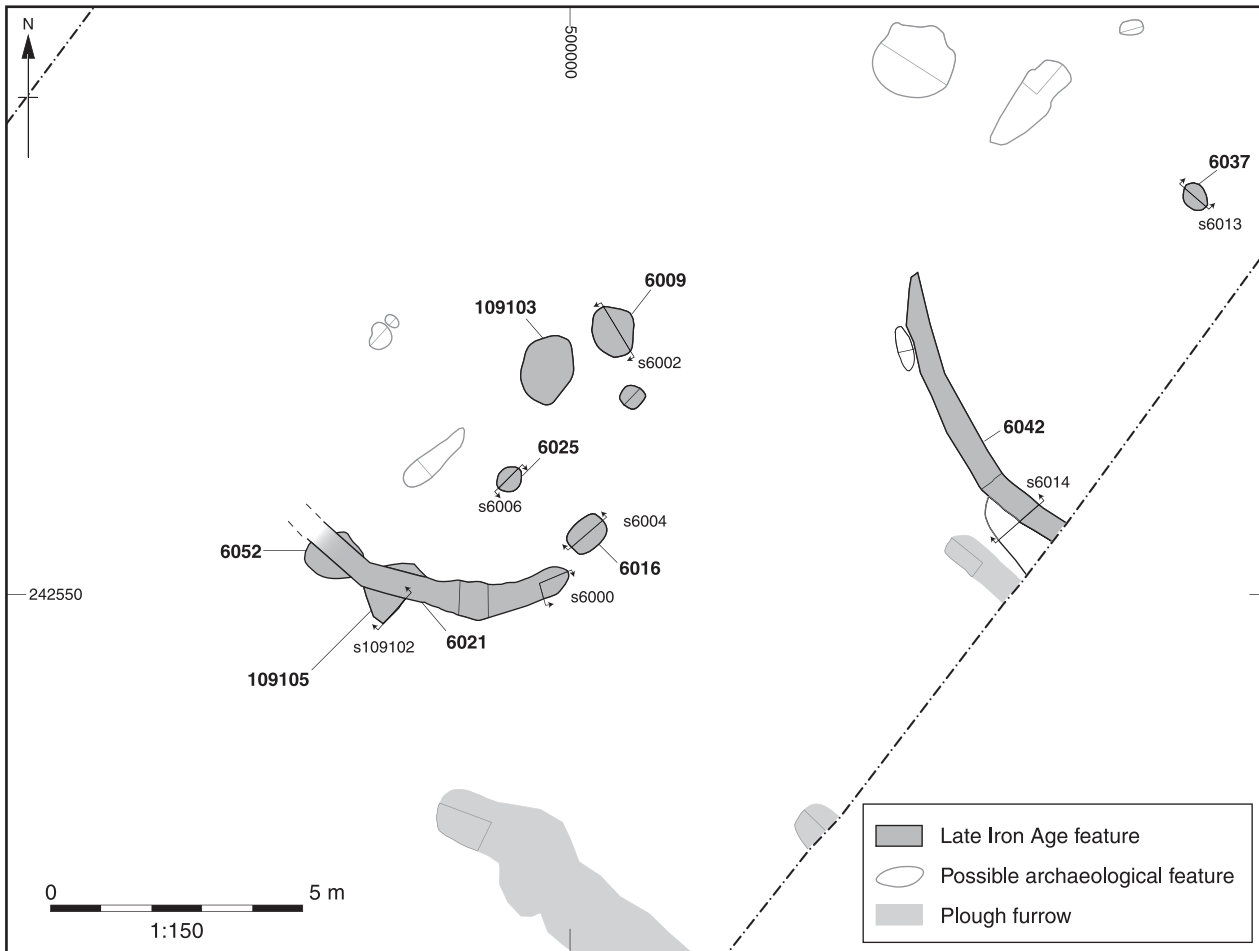 N
500000
6037
s6013
6009
109103
s6002
6042
6025
s6014
s6006
s6004
6052
6016
242550
s6000
s109102
6021
109105
0 5 m
1:150
Late Iron Age feature
Possible archaeological feature
Plough furrow